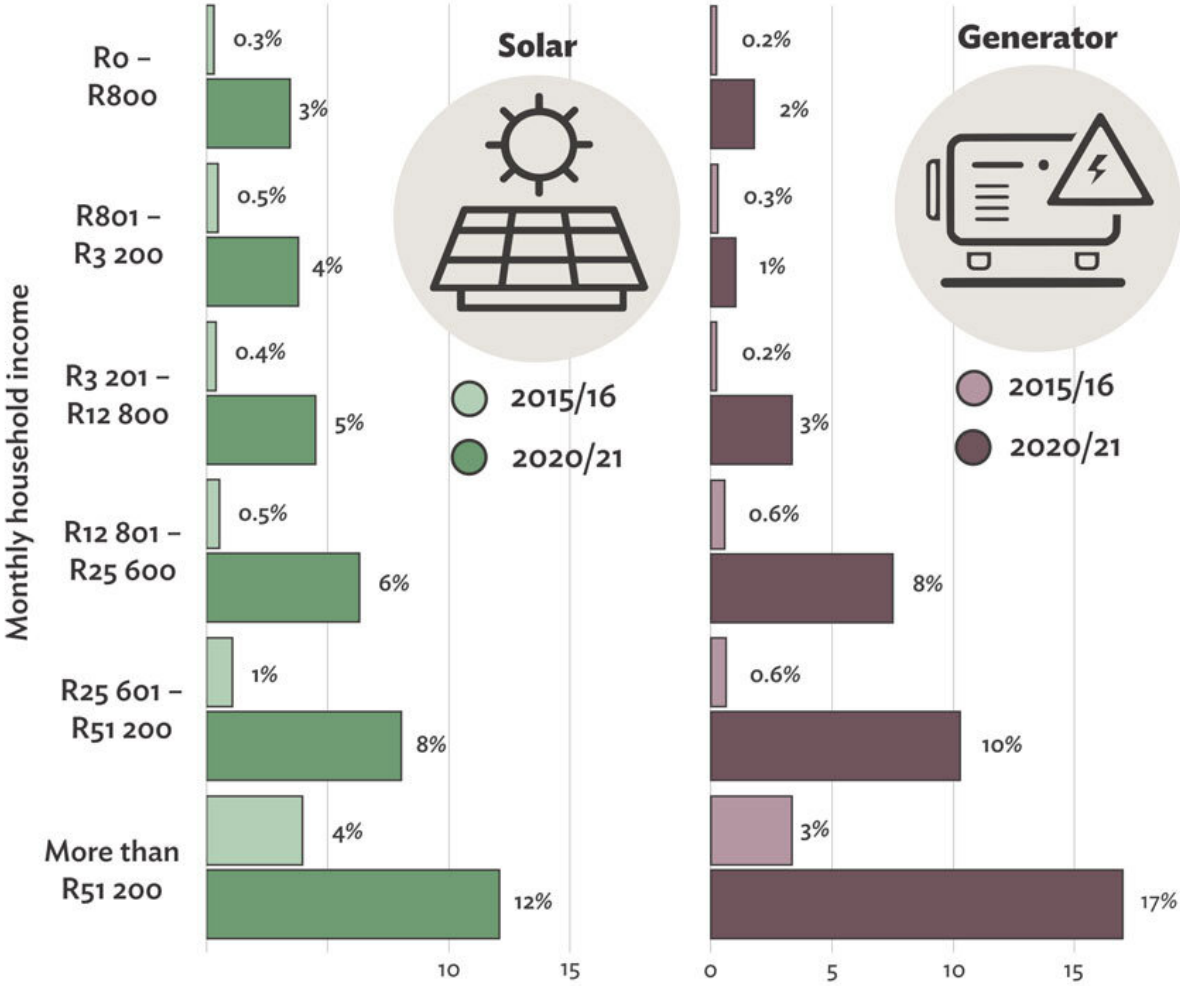 Solar
Generator
Monthly household income
R0 –
R800
0.3%
3%
0.2%
2%
R801 –
R3 200
0.5%
4%
0.3%
1%
R3 201 –
R12 800
0.4%
5%
0.2%
3%
2015/16
2020/21
2015/16
2020/21
R12 801 –
R25 600
0.5%
6%
0.6%
8%
R25 601 –
R51 200
1%
8%
0.6%
10%
More than
R51 200
4%
12%
3%
17%
10 15
0 5 10 15